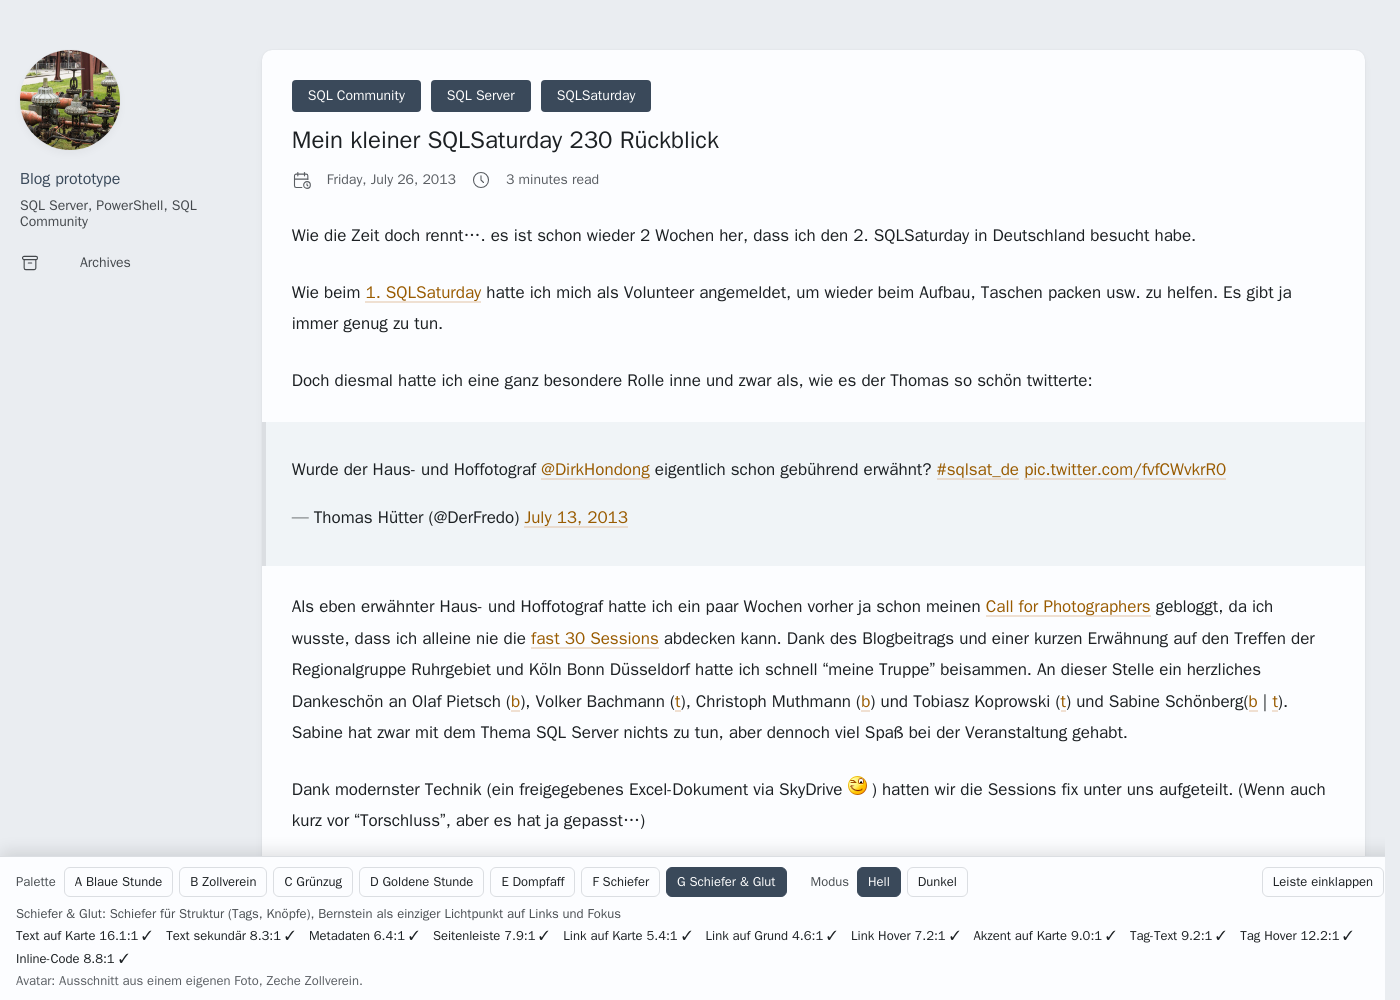 Blog prototype
SQL Server, PowerShell, SQL
Community
Archives
SQL Community
SQL Server
SQLSaturday
Mein kleiner SQLSaturday 230 Rückblick
Friday, July 26, 2013
3 minutes read
Wie die Zeit doch rennt…. es ist schon wieder 2 Wochen her, dass ich den 2. SQLSaturday in Deutschland besucht habe.
Wie beim 1. SQLSaturday hatte ich mich als Volunteer angemeldet, um wieder beim Aufbau, Taschen packen usw. zu helfen. Es gibt ja
immer genug zu tun.
Doch diesmal hatte ich eine ganz besondere Rolle inne und zwar als, wie es der Thomas so schön twitterte:
Wurde der Haus- und Hoffotograf @DirkHondong eigentlich schon gebührend erwähnt? #sqlsat_de pic.twitter.com/fvfCWvkrR0
— Thomas Hütter (@DerFredo) July 13, 2013
Als eben erwähnter Haus- und Hoffotograf hatte ich ein paar Wochen vorher ja schon meinen Call for Photographers gebloggt, da ich
wusste, dass ich alleine nie die fast 30 Sessions abdecken kann. Dank des Blogbeitrags und einer kurzen Erwähnung auf den Treffen der
Regionalgruppe Ruhrgebiet und Köln Bonn Düsseldorf hatte ich schnell “meine Truppe” beisammen. An dieser Stelle ein herzliches
Dankeschön an Olaf Pietsch (b), Volker Bachmann (t), Christoph Muthmann (b) und Tobiasz Koprowski (t) und Sabine Schönberg(b | t).
Sabine hat zwar mit dem Thema SQL Server nichts zu tun, aber dennoch viel Spaß bei der Veranstaltung gehabt.
Dank modernster Technik (ein freigegebenes Excel-Dokument via SkyDrive 😉 ) hatten wir die Sessions fix unter uns aufgeteilt. (Wenn auch
kurz vor “Torschluss”, aber es hat ja gepasst…)
Palette A Blaue Stunde B Zollverein C Grünzug D Goldene Stunde E Dompfaff F Schiefer G Schiefer & Glut Modus Hell Dunkel Leiste einklappen
Schiefer & Glut: Schiefer für Struktur (Tags, Knöpfe), Bernstein als einziger Lichtpunkt auf Links und Fokus
Text auf Karte 16.1:1 ✓ Text sekundär 8.3:1 ✓ Metadaten 6.4:1 ✓ Seitenleiste 7.9:1 ✓ Link auf Karte 5.4:1 ✓ Link auf Grund 4.6:1 ✓ Link Hover 7.2:1 ✓ Akzent auf Karte 9.0:1 ✓ Tag-Text 9.2:1 ✓ Tag Hover 12.2:1 ✓
Inline-Code 8.8:1 ✓
Avatar: Ausschnitt aus einem eigenen Foto, Zeche Zollverein.